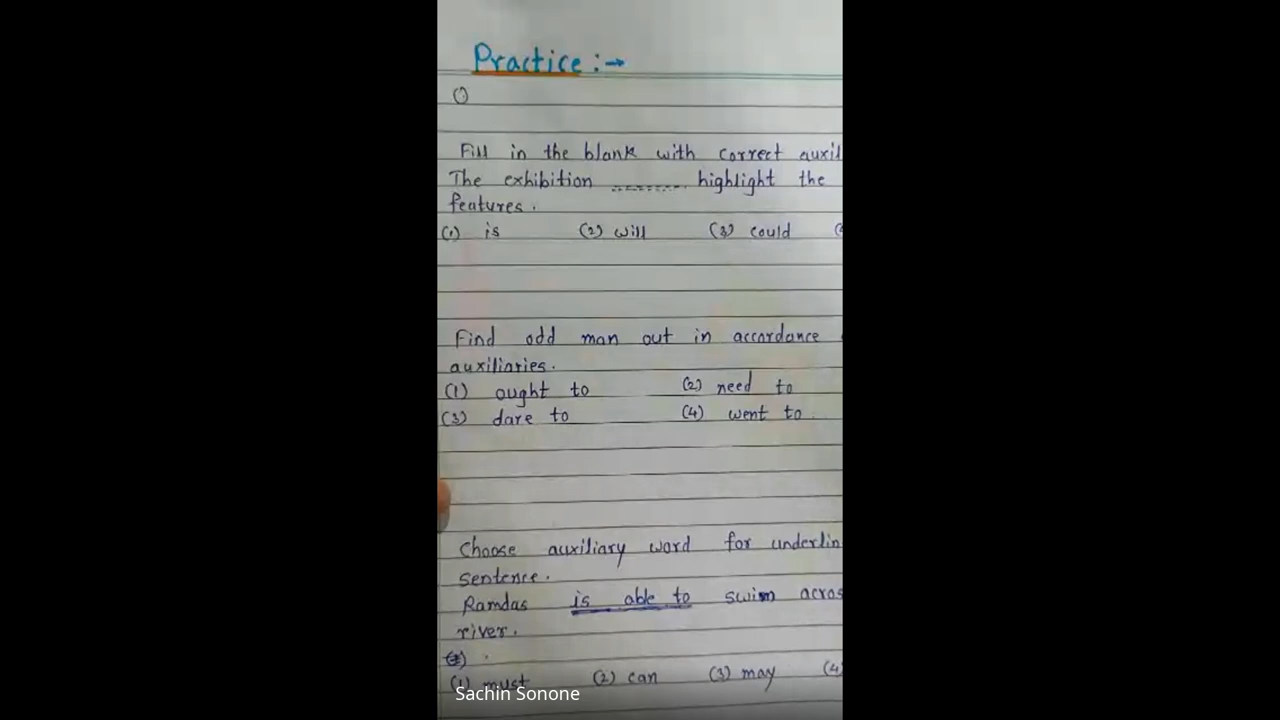 Practice :→
①
Fill in the blank with correct auxil
The exhibition ........... highlight the
features.
(1) is (2) will (3) could (
Find odd man out in accordance
auxiliaries.
(1) ought to (2) need to
(3) dare to (4) went to
Choose auxiliary word for underlin
sentence.
Ramdas is able to swim acros
river.
(1) must (2) can (3) may (4)
Sachin Sonone